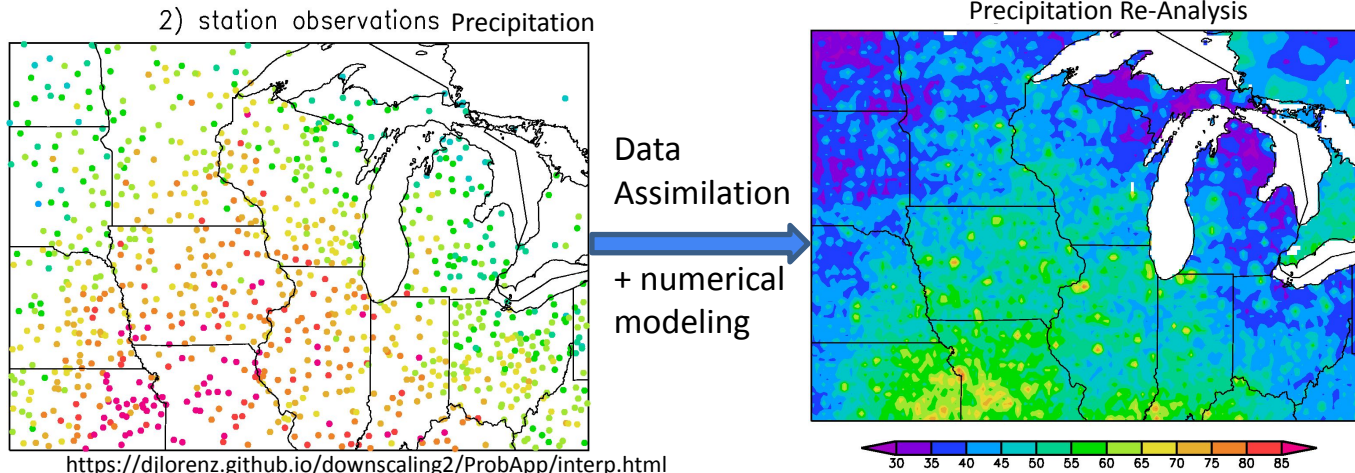 2) station observations Precipitation
Precipitation Re-Analysis
Data
Assimilation
+ numerical
modeling
30 35 40 45 50 55 60 65 70 75 80 85
https://djlorenz.github.io/downscaling2/ProbApp/interp.html